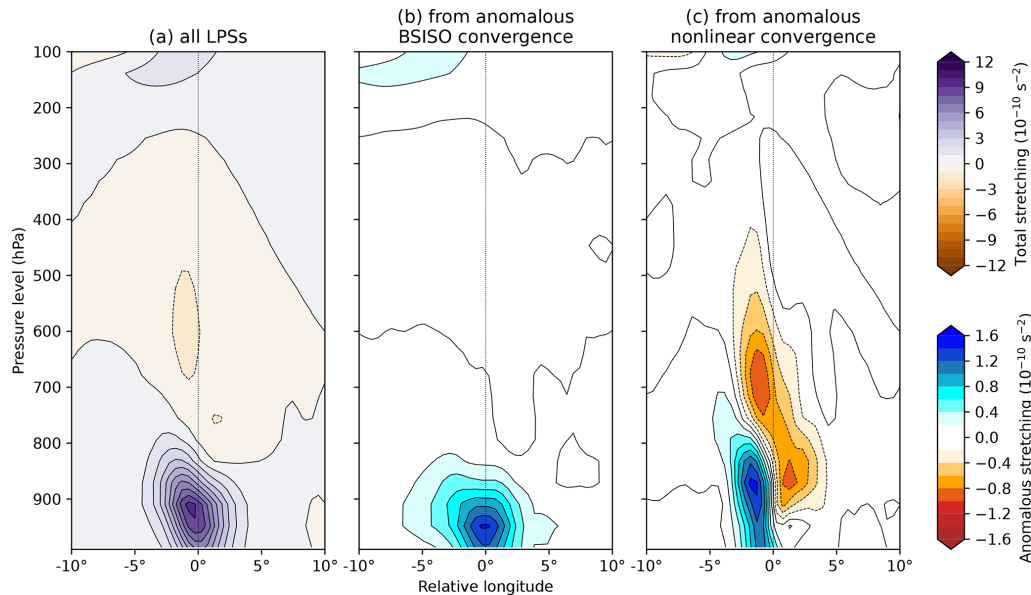 (a) all LPSs
(b) from anomalous
BSISO convergence
(c) from anomalous
nonlinear convergence
Pressure level (hPa)
100
200
300
400
500
600
700
800
900
-10° -5° 0° 5° 10°
-10° -5° 0° 5° 10°
-10° -5° 0° 5° 10°
Relative longitude
12
9
6
3
0
−3
−6
−9
−12
Total stretching (10⁻¹⁰ s⁻²)
1.6
1.2
0.8
0.4
0.0
−0.4
−0.8
−1.2
−1.6
Anomalous stretching (10⁻¹⁰ s⁻²)